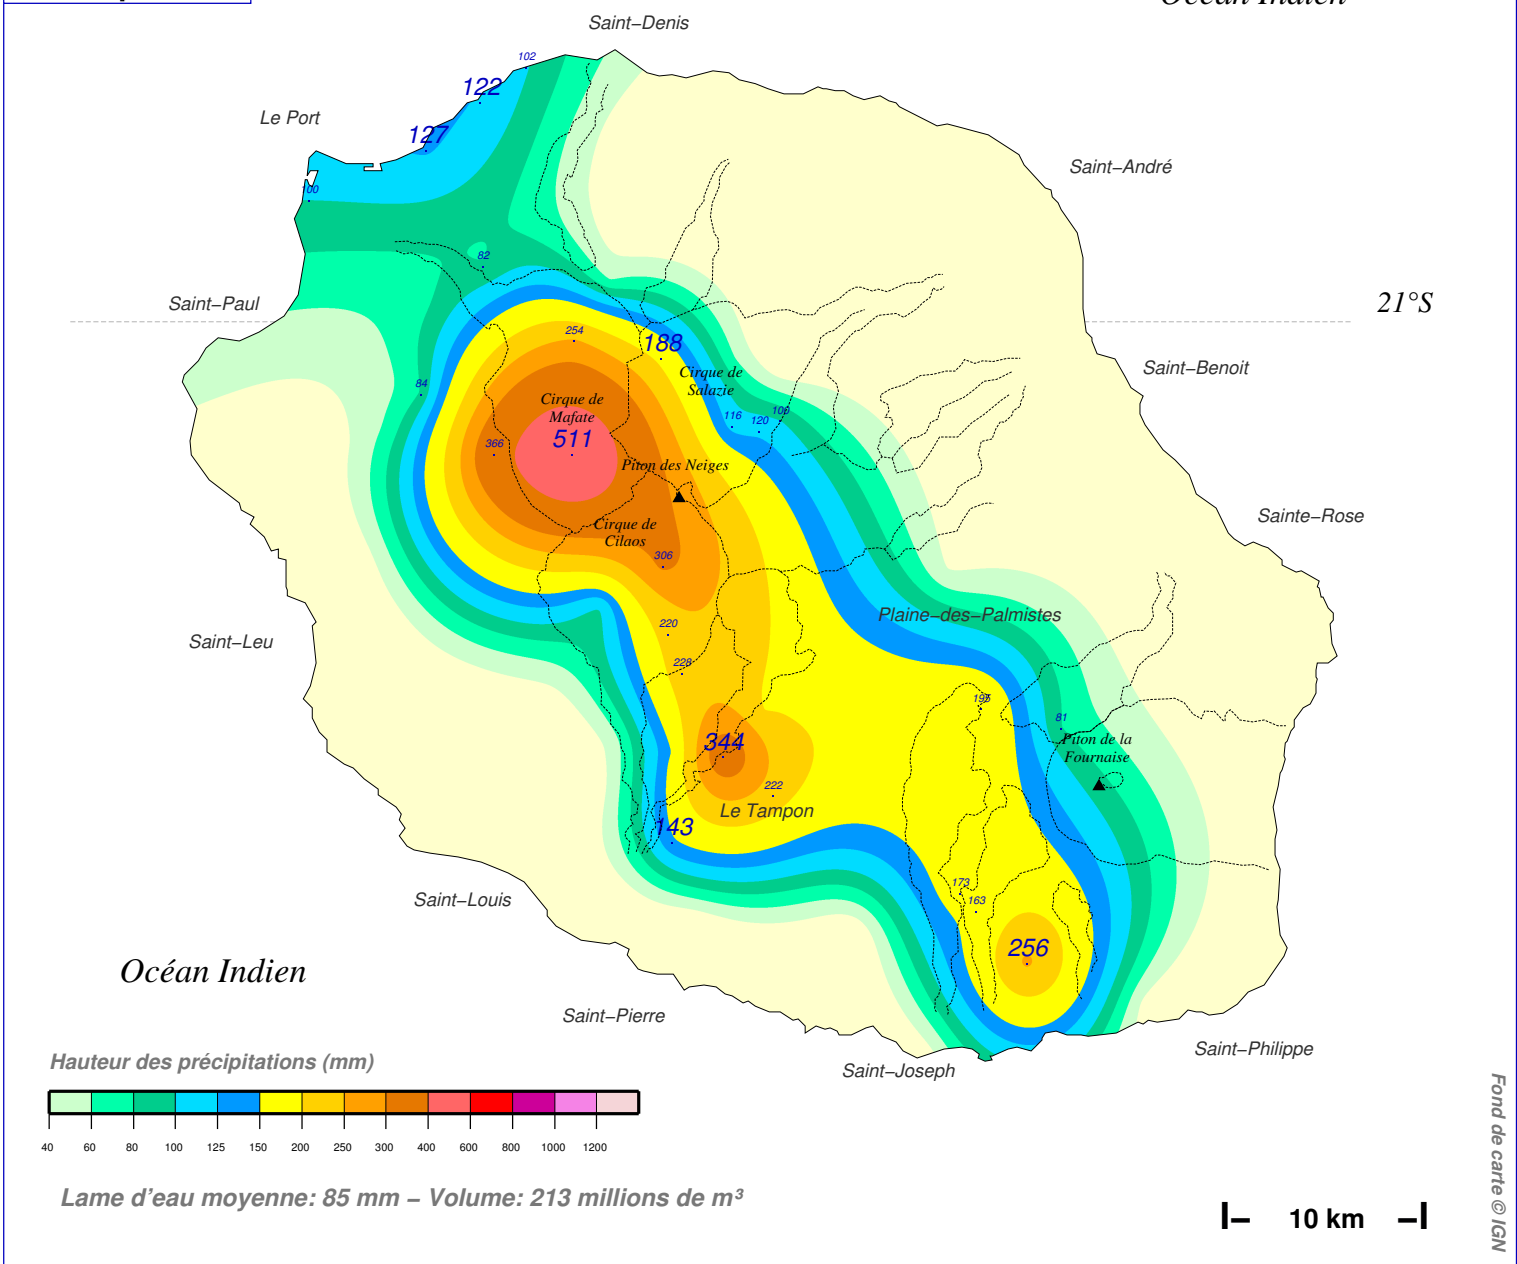 Océan Indien
Saint–Denis
102
122
Le Port
127
Saint–André
100
82
Saint–Paul
21°S
254
188
Saint–Benoit
Cirque de
Salazie
84
Cirque de
Mafate
116
120
100
511
366
Piton des Neiges
Sainte–Rose
Cirque de
Cilaos
306
Plaine–des–Palmistes
220
Saint–Leu
228
195
81
344
Piton de la
Fournaise
222
Le Tampon
143
173
Saint–Louis
163
256
Océan Indien
Saint–Pierre
Saint–Philippe
Saint–Joseph
Hauteur des précipitations (mm)
40 60 80 100 125 150 200 250 300 400 600 800 1000 1200
Lame d’eau moyenne: 85 mm – Volume: 213 millions de m³
10 km
Fond de carte © IGN